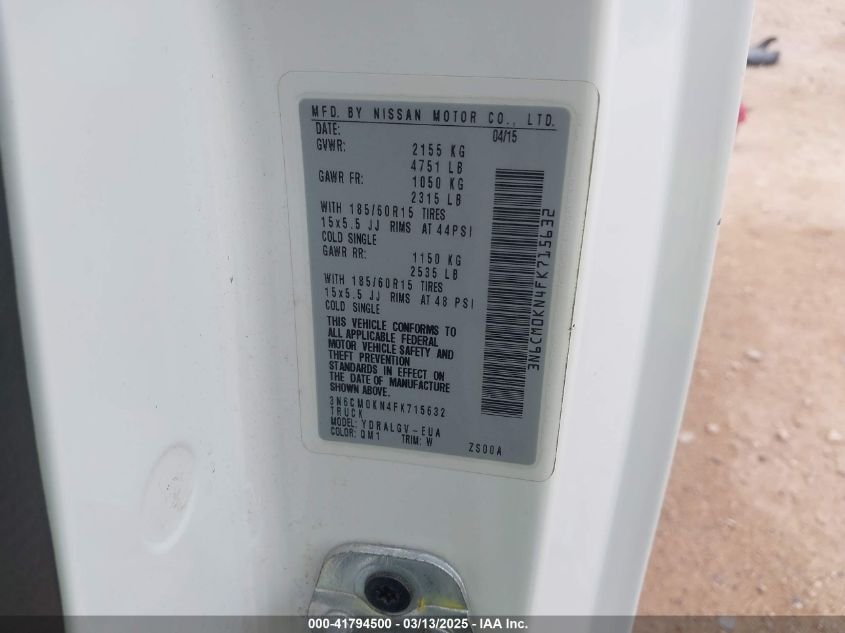 MFD. BY NISSAN MOTOR CO., LTD.
DATE: 04/15
GVWR: 2155 KG
4751 LB
GAWR FR: 1050 KG
2315 LB
WITH 185/60R15 TIRES
15x5.5 JJ RIMS AT 44PSI
COLD SINGLE
GAWR RR: 1150 KG
2535 LB
WITH 185/60R15 TIRES
15x5.5 JJ RIMS AT 48 PSI
COLD SINGLE
THIS VEHICLE CONFORMS TO
ALL APPLICABLE FEDERAL
MOTOR VEHICLE SAFETY AND
THEFT PREVENTION
STANDARDS IN EFFECT ON
THE DATE OF MANUFACTURE
SHOWN ABOVE.
3N6CM0KN4FK715632
TRUCK
MODEL: YDRALGV-EUA
COLOR: QM1 TRIM: W ZS00A
3N6CM0KN4FK715632
000-41794500 - 03/13/2025 - IAA Inc.